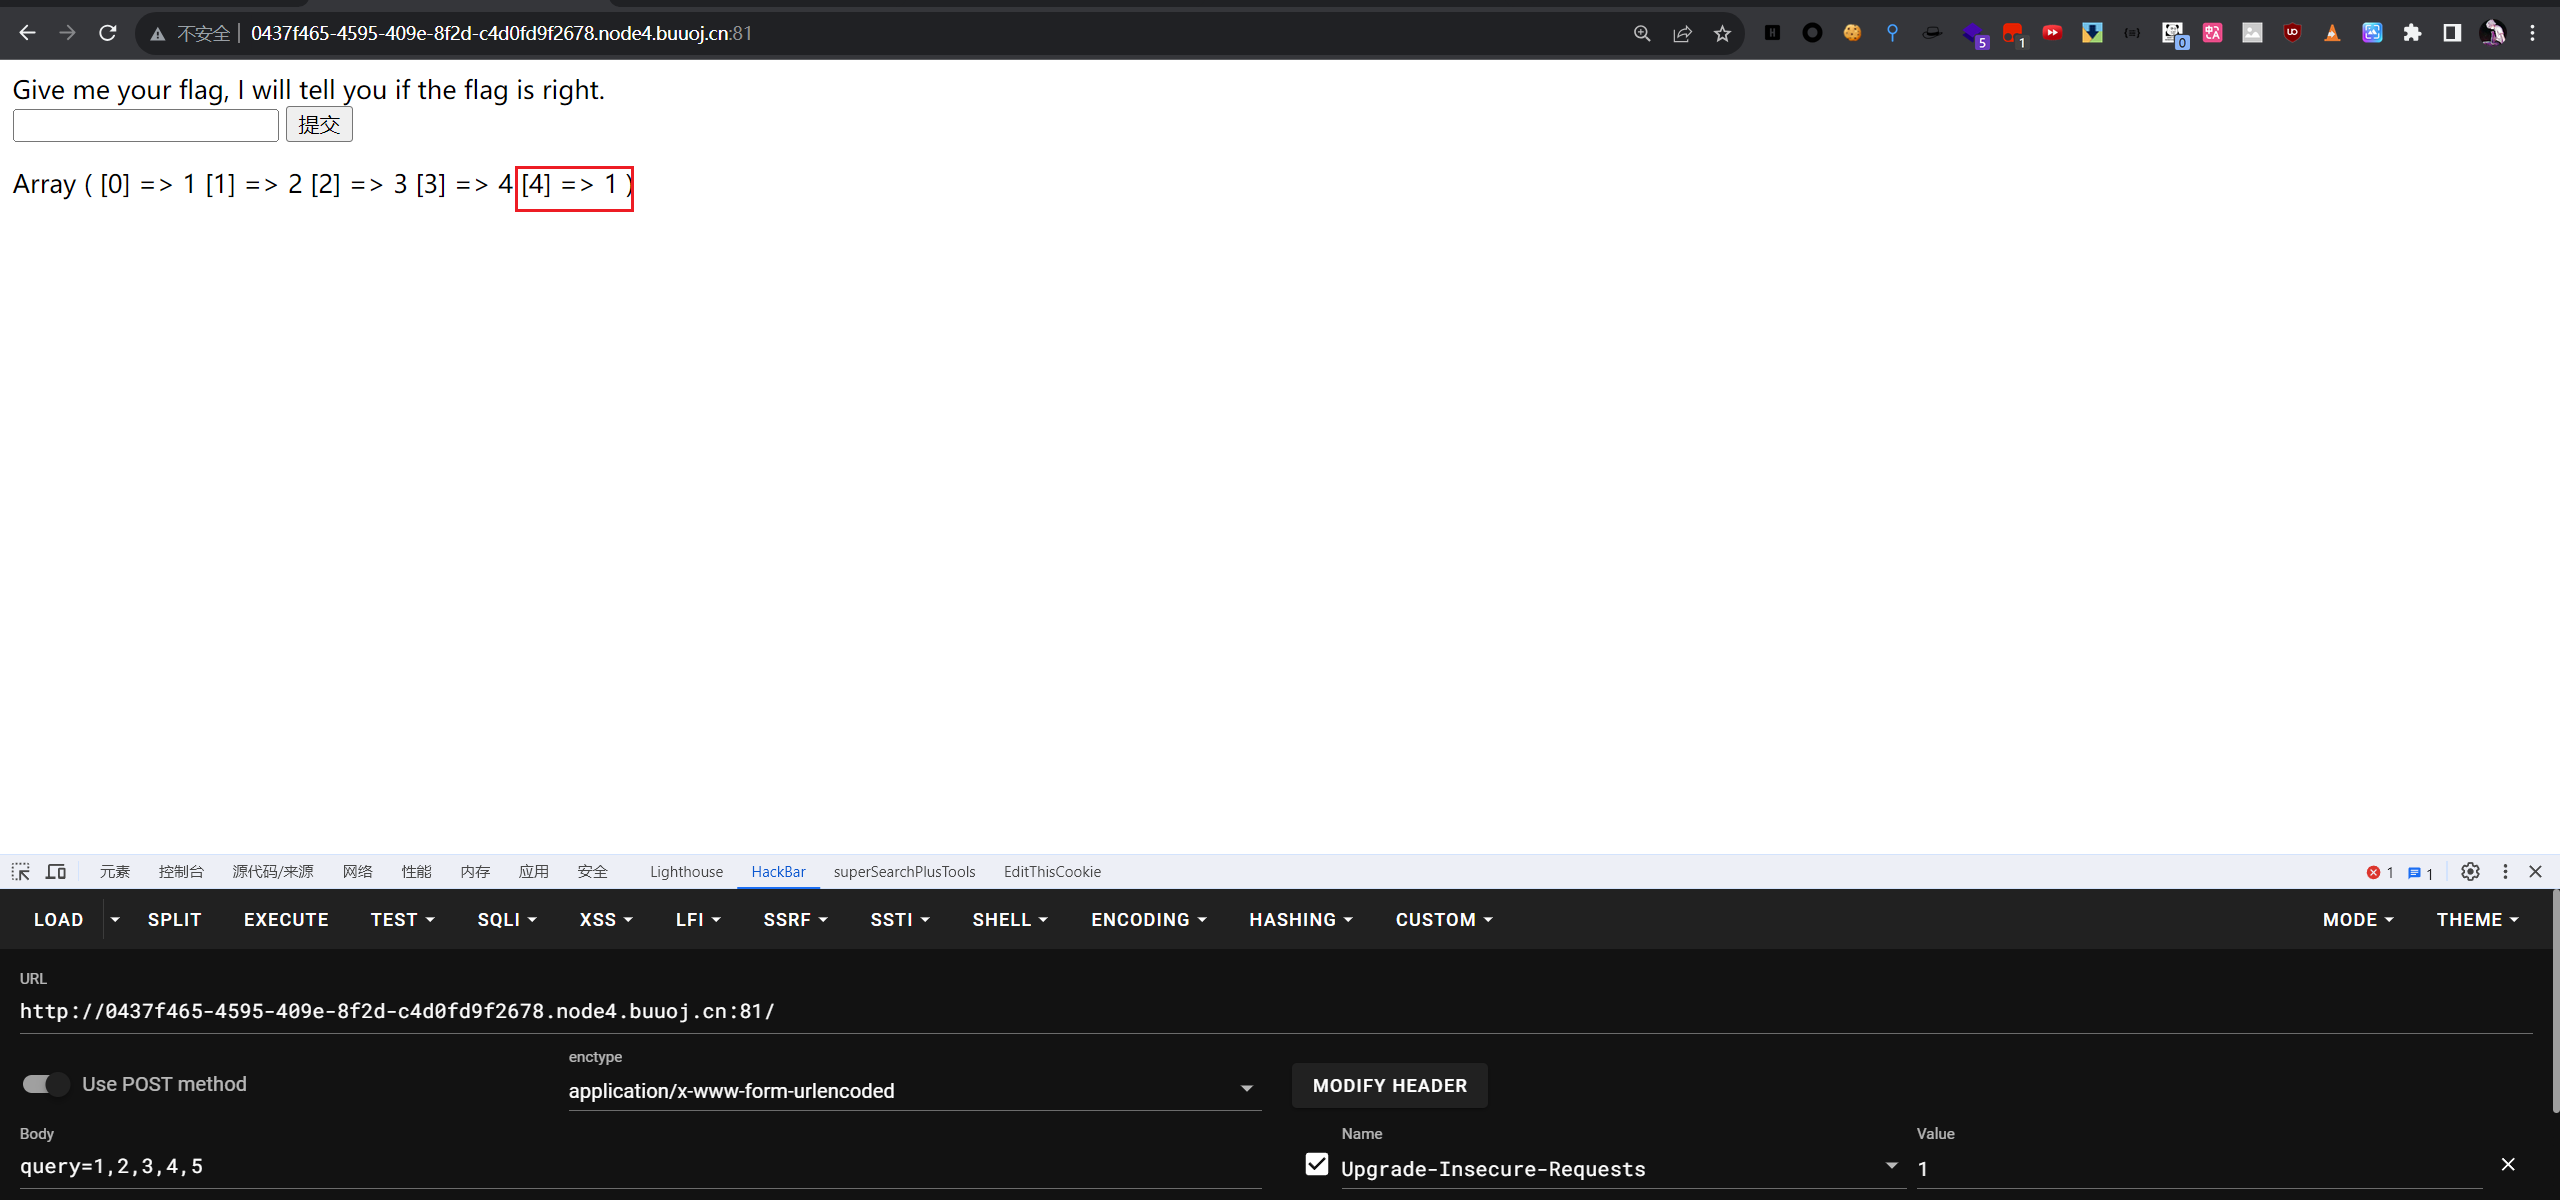 不安全 0437f465-4595-409e-8f2d-c4d0fd9f2678.node4.buuoj.cn:81
5 1 0
Give me your flag, I will tell you if the flag is right.
提交
Array ( [0] => 1 [1] => 2 [2] => 3 [3] => 4 [4] => 1 )
元素 控制台 源代码/来源 网络 性能 内存 应用 安全 Lighthouse HackBar superSearchPlusTools EditThisCookie 1 1
LOAD SPLIT EXECUTE TEST SQLI XSS LFI SSRF SSTI SHELL ENCODING HASHING CUSTOM MODE THEME
URL
http://0437f465-4595-409e-8f2d-c4d0fd9f2678.node4.buuoj.cn:81/
enctype
Use POST method application/x-www-form-urlencoded MODIFY HEADER
Body Name Value
query=1,2,3,4,5 Upgrade-Insecure-Requests 1